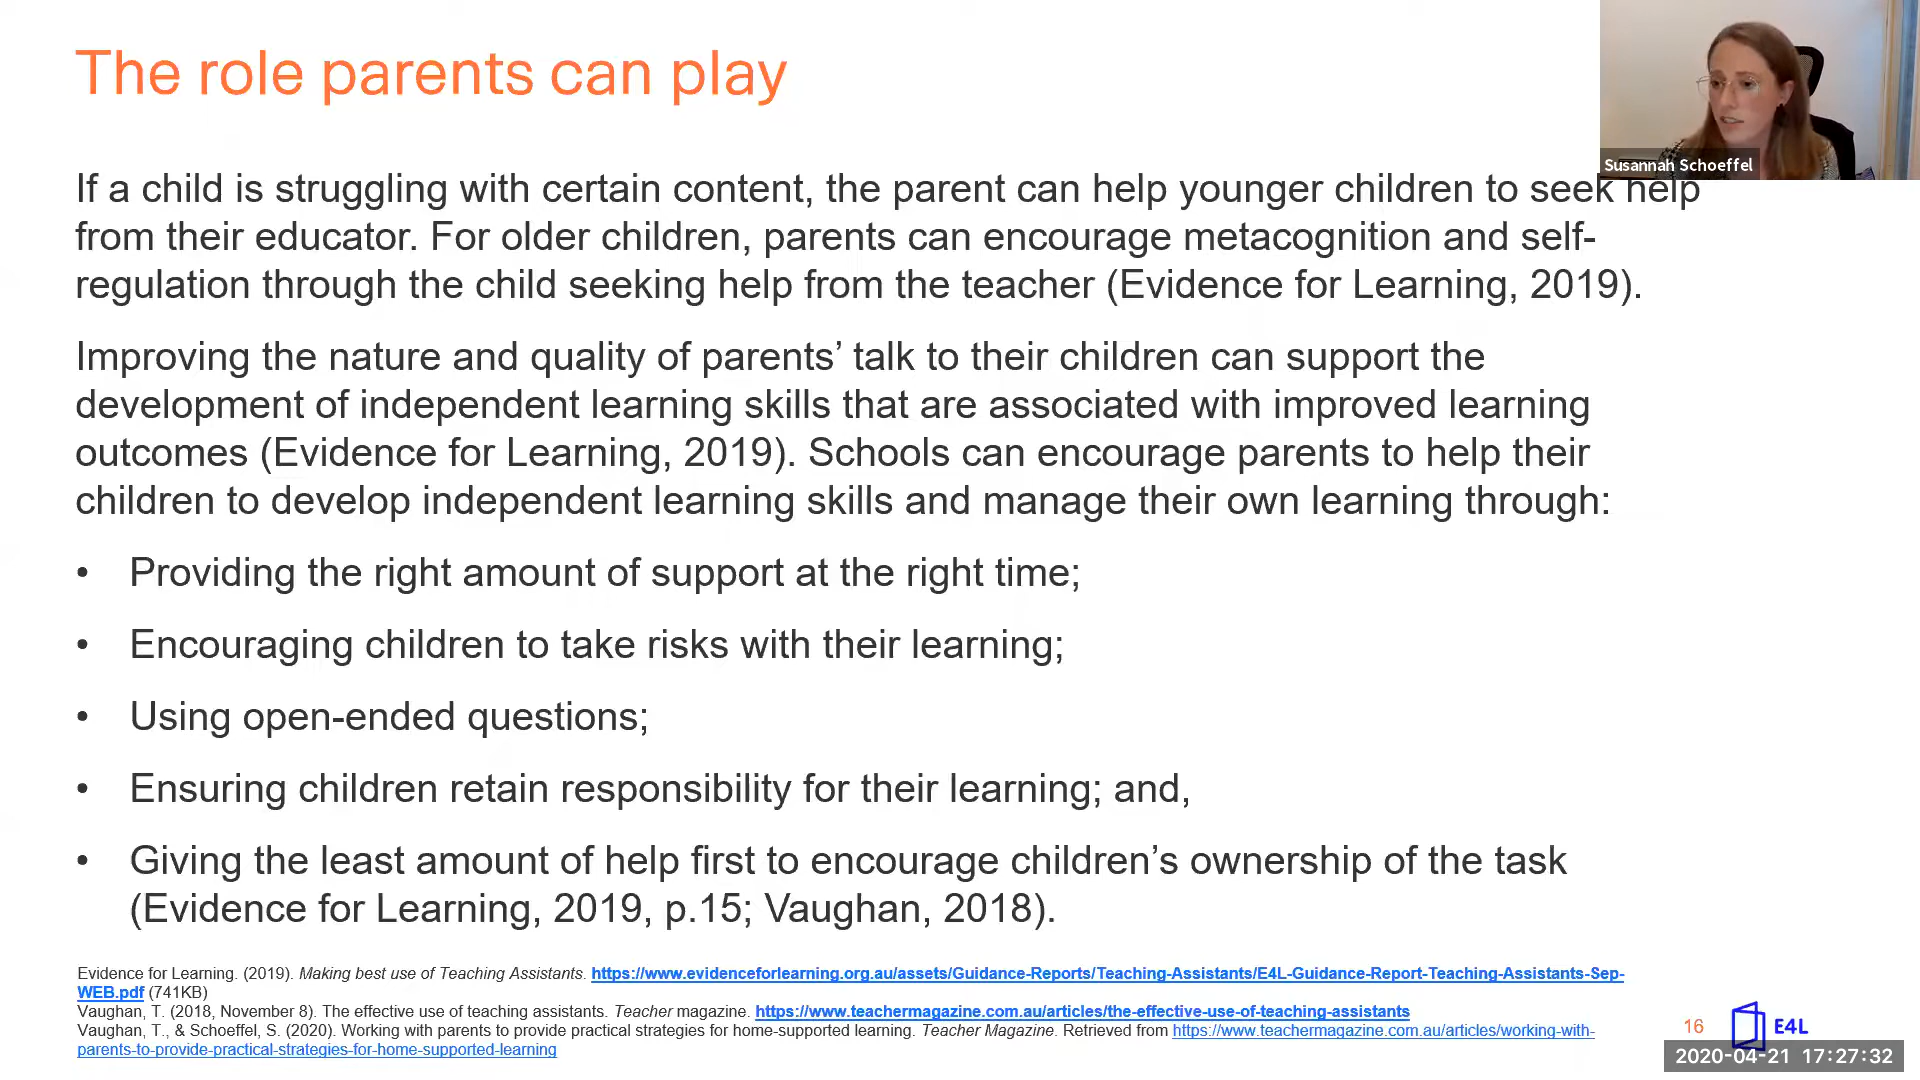 The role parents can play
Susannah Schoeffel
If a child is struggling with certain content, the parent can help younger children to seek help
from their educator. For older children, parents can encourage metacognition and self-
regulation through the child seeking help from the teacher (Evidence for Learning, 2019).
Improving the nature and quality of parents’ talk to their children can support the
development of independent learning skills that are associated with improved learning
outcomes (Evidence for Learning, 2019). Schools can encourage parents to help their
children to develop independent learning skills and manage their own learning through:
• Providing the right amount of support at the right time;
• Encouraging children to take risks with their learning;
• Using open-ended questions;
• Ensuring children retain responsibility for their learning; and,
• Giving the least amount of help first to encourage children’s ownership of the task
(Evidence for Learning, 2019, p.15; Vaughan, 2018).
Evidence for Learning. (2019). Making best use of Teaching Assistants. https://www.evidenceforlearning.org.au/assets/Guidance-Reports/Teaching-Assistants/E4L-Guidance-Report-Teaching-Assistants-Sep-
WEB.pdf (741KB)
Vaughan, T. (2018, November 8). The effective use of teaching assistants. Teacher magazine. https://www.teachermagazine.com.au/articles/the-effective-use-of-teaching-assistants
Vaughan, T., & Schoeffel, S. (2020). Working with parents to provide practical strategies for home-supported learning. Teacher Magazine. Retrieved from https://www.teachermagazine.com.au/articles/working-with-
parents-to-provide-practical-strategies-for-home-supported-learning
16
E4L
2020-04-21 17:27:32